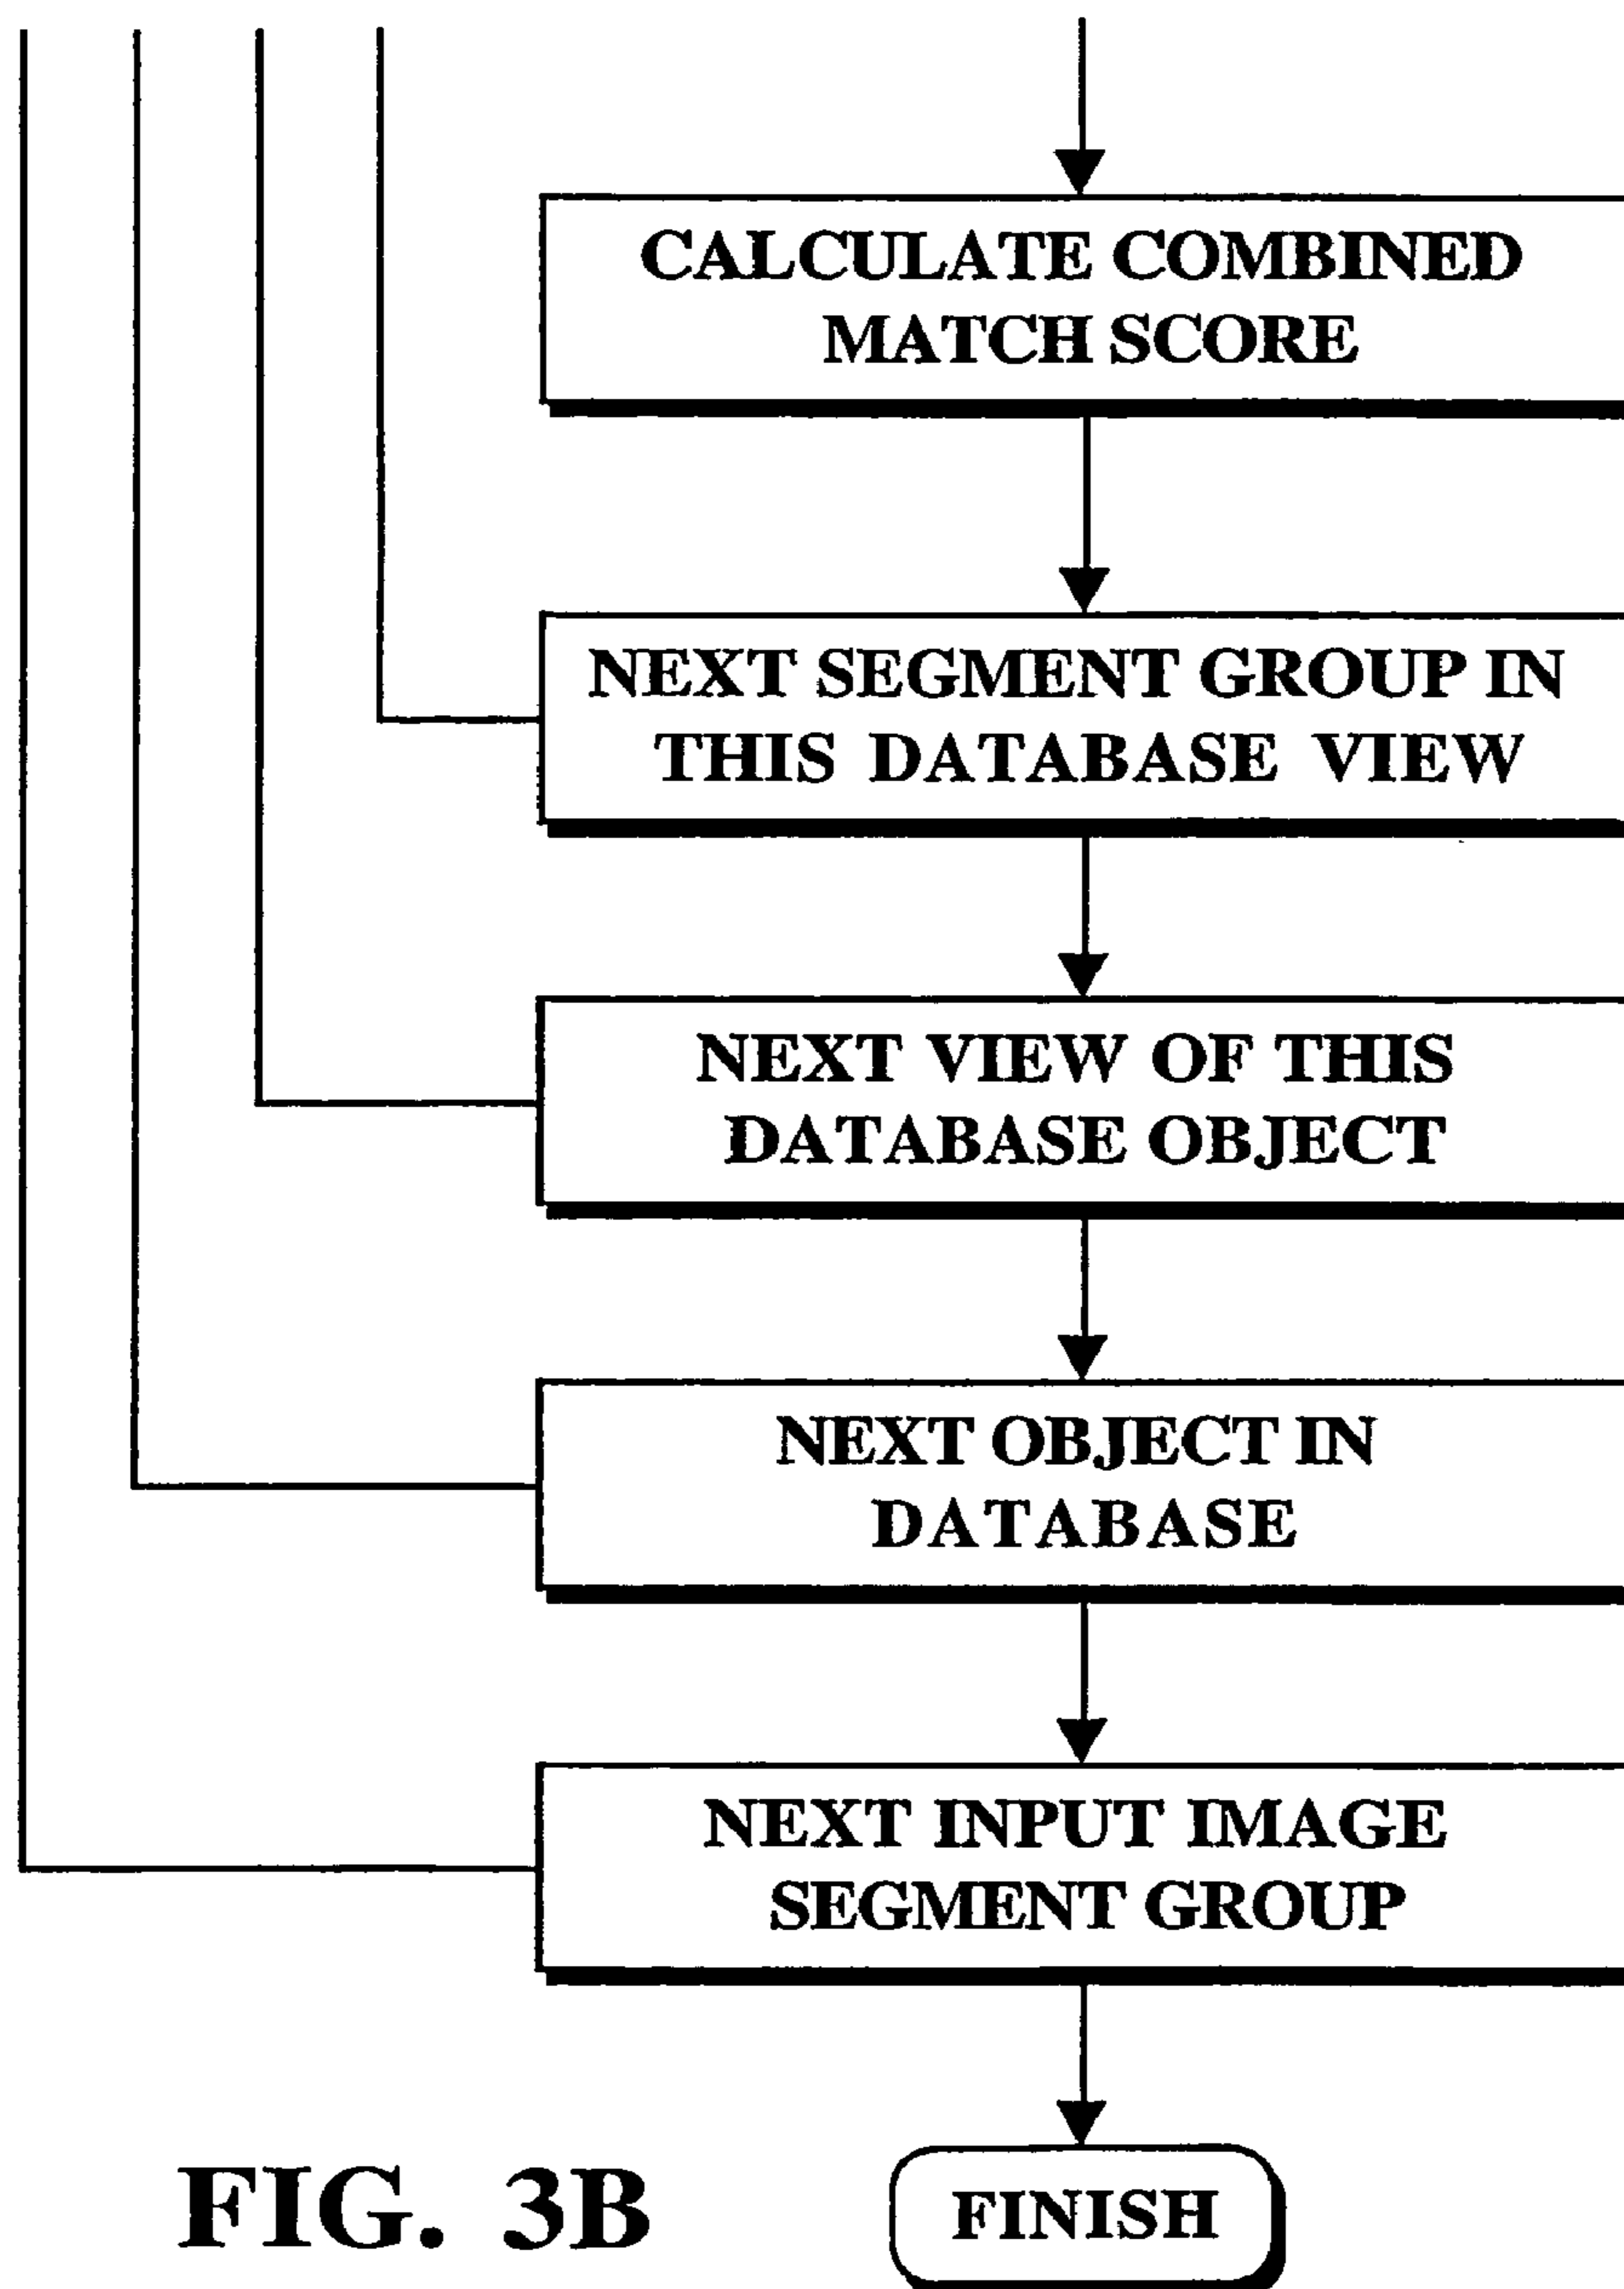 CALCULATE COMBINED
MATCH SCORE
NEXT SEGMENT GROUP IN
THIS DATABASE VIEW
NEXT VIEW OF THIS
DATABASE OBJECT
NEXT OBJECT IN
DATABASE
NEXT INPUT IMAGE
SEGMENT GROUP
FINISH
FIG. 3B